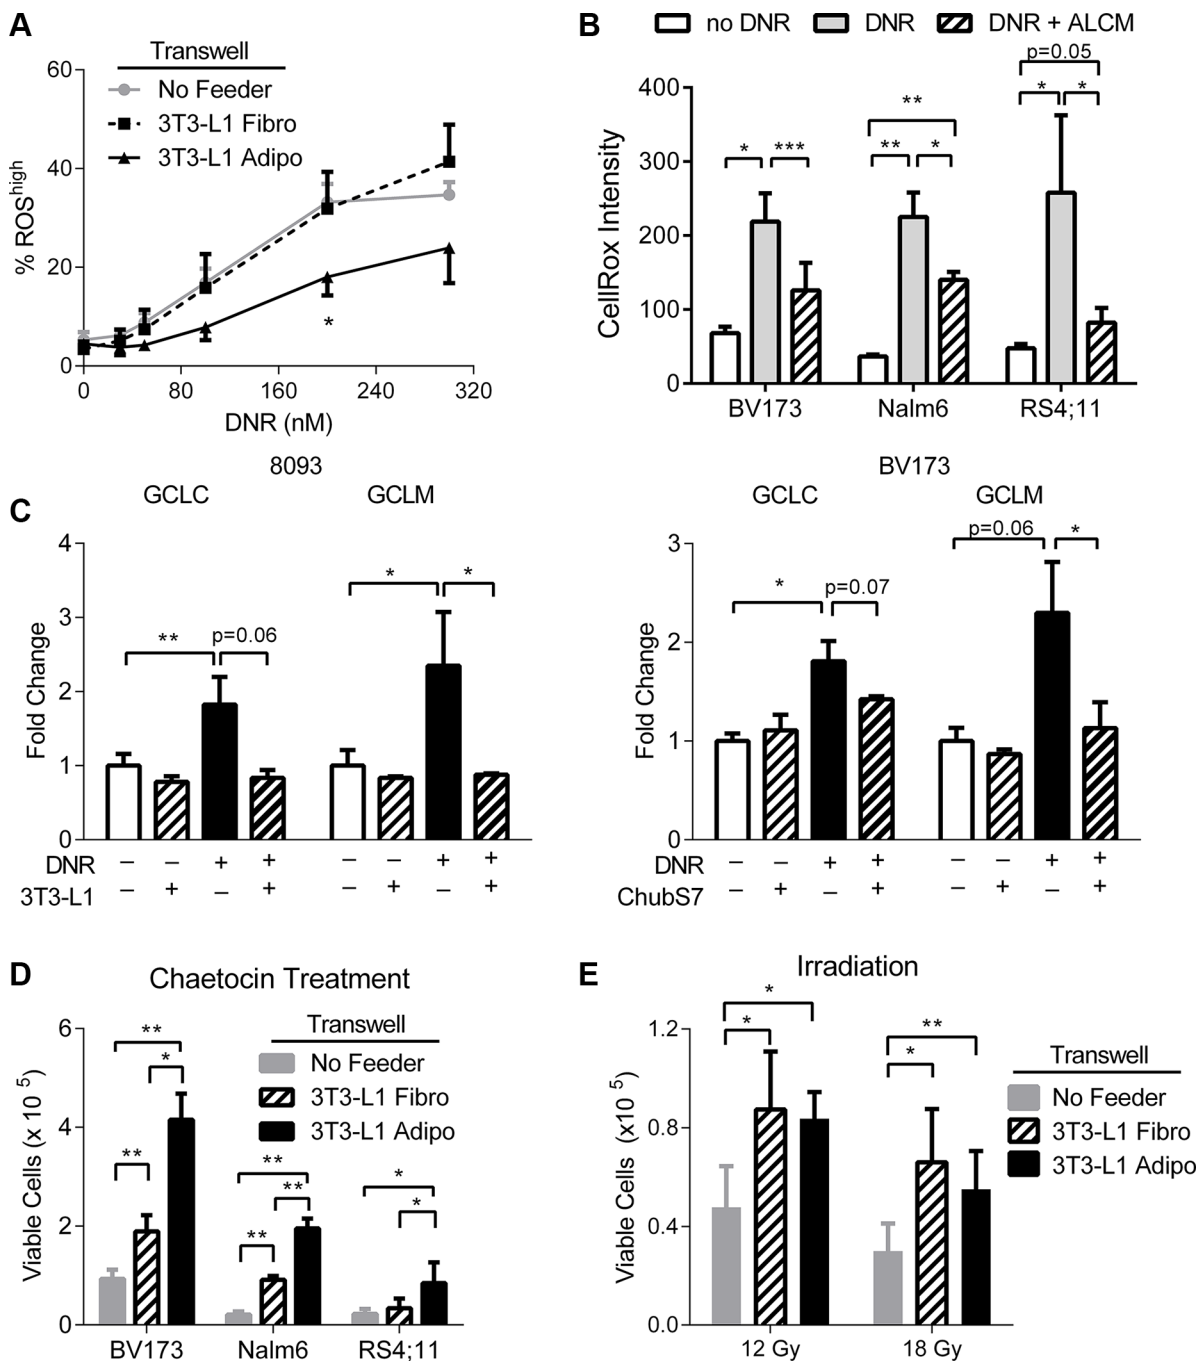 A
Transwell
No Feeder
3T3-L1 Fibro
3T3-L1 Adipo
% ROShigh
60
40
20
0
*
0 80 160 240 320
DNR (nM)
B
no DNR DNR DNR + ALCM
CellRox Intensity
400
300
200
100
0
* ***
**
** *
p=0.05
* *
BV173 Nalm6 RS4;11
C
8093
GCLC GCLM
Fold Change
4
3
2
1
0
** p=0.06
* *
DNR – – + + – – + +
3T3-L1 – + – + – + – +
BV173
GCLC GCLM
Fold Change
3
2
1
0
* p=0.07
p=0.06 *
DNR – – + + – – + +
ChubS7 – + – + – + – +
D
Chaetocin Treatment
Transwell
No Feeder
3T3-L1 Fibro
3T3-L1 Adipo
Viable Cells (x 10 5)
6
4
2
0
**
*
**
**
**
**
*
*
BV173 Nalm6 RS4;11
E
Irradiation
Transwell
No Feeder
3T3-L1 Fibro
3T3-L1 Adipo
Viable Cells (x10 5)
1.2
0.8
0.4
0.0
*
*
**
*
12 Gy 18 Gy